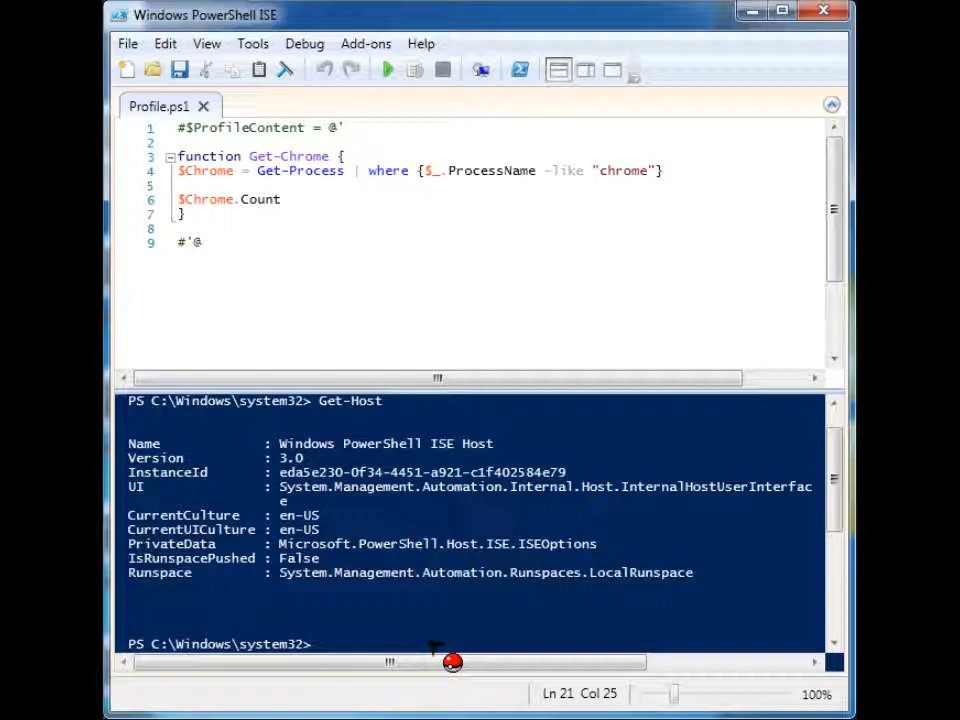 Windows PowerShell ISE
File Edit View Tools Debug Add-ons Help
Profile.ps1
1 #$ProfileContent = @'
2
3 function Get-Chrome {
4 $Chrome = Get-Process | where {$_.ProcessName -like "chrome"}
5
6 $Chrome.Count
7 }
8
9 #'@
PS C:\Windows\system32> Get-Host
Name : Windows PowerShell ISE Host
Version : 3.0
InstanceId : eda5e230-0f34-4451-a921-c1f402584e79
UI : System.Management.Automation.Internal.Host.InternalHostUserInterfac
e
CurrentCulture : en-US
CurrentUICulture : en-US
PrivateData : Microsoft.PowerShell.Host.ISE.ISEOptions
IsRunspacePushed : False
Runspace : System.Management.Automation.Runspaces.LocalRunspace
PS C:\Windows\system32>
Ln 21 Col 25 100%